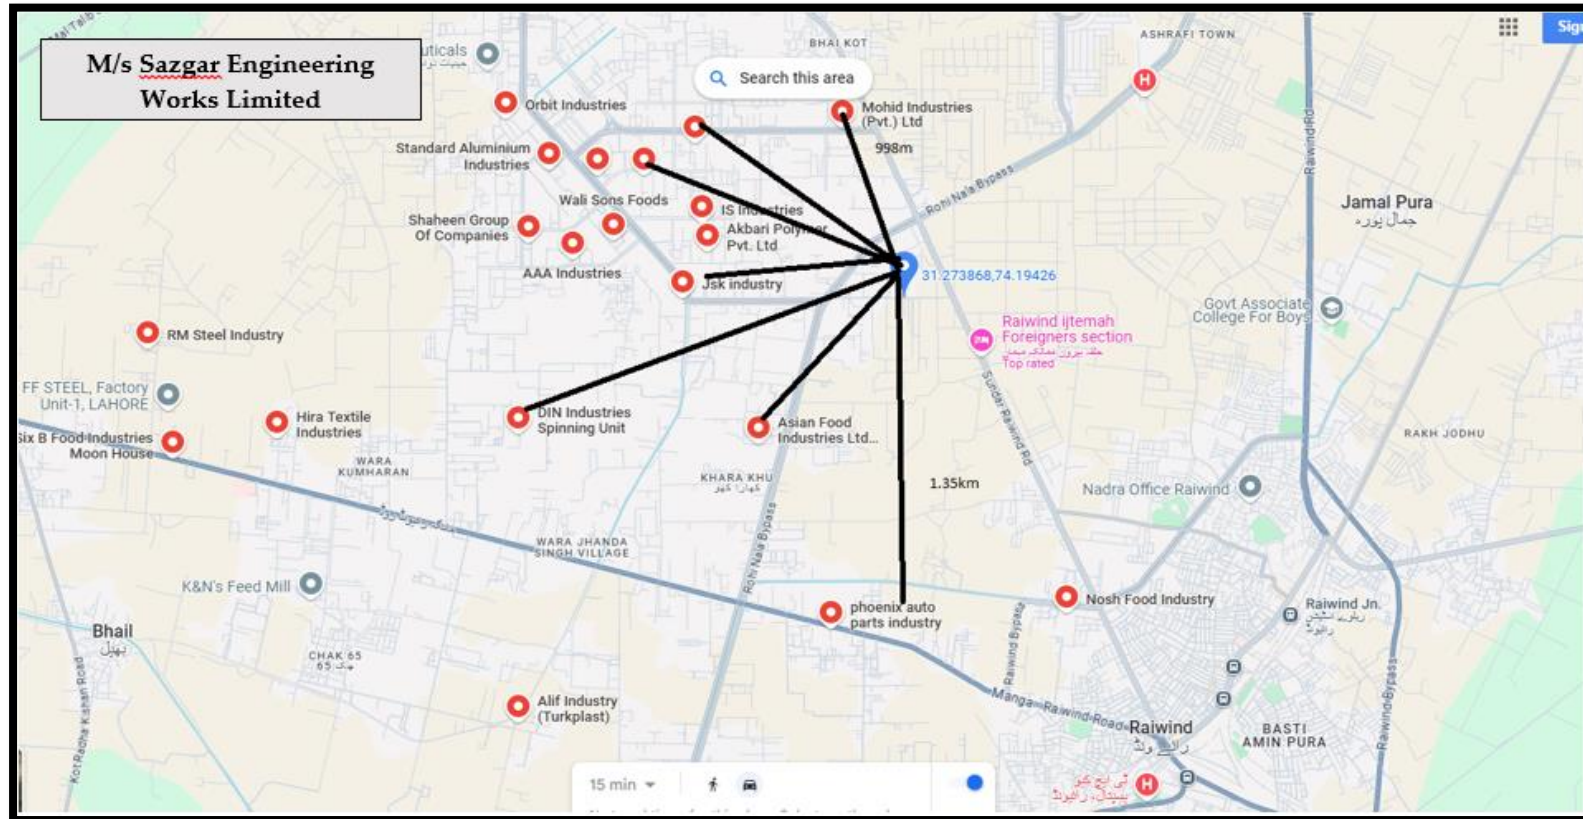 M/s Sazgar Engineering
Works Limited
uticals
BHAI KOT
ASHRAFI TOWN
Sig
Search this area
Orbit Industries
Mohid Industries
(Pvt.) Ltd
998m
Standard Aluminium
Industries
Raiwind Rd
Rohi Nala Bypass
Wali Sons Foods
IS Industries
Jamal Pura
جمال پورہ
Shaheen Group
Of Companies
Akbari Polymer
Pvt. Ltd
AAA Industries
Jsk industry
31.273868,74.19426
Govt Associate
College For Boys
RM Steel Industry
Raiwind ijtemah
Foreigners section
Top rated
Sundar Raiwind Rd
FF STEEL, Factory
Unit-1, LAHORE
Hira Textile
Industries
DIN Industries
Spinning Unit
Asian Food
Industries Ltd...
Six B Food Industries
Moon House
RAKH JODHU
WARA
KUMHARAN
KHARA KHU
کھارا کھو
1.35km
Nadra Office Raiwind
WARA JHANDA
SINGH VILLAGE
Rohi Nala Bypass
K&N's Feed Mill
phoenix auto
parts industry
Nosh Food Industry
Raiwind Jn.
Bhail
بھیل
CHAK 65
چک 65
Raiwind Bypass
Kot Radha Kishan Road
Alif Industry
(Turkplast)
Manga - Raiwind Road
Raiwind
رائے ونڈ
BASTI
AMIN PURA
Raiwind Bypass
15 min